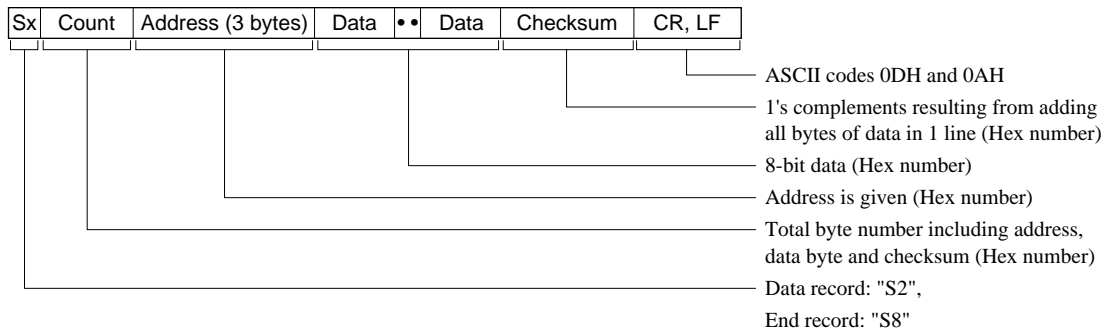 Sx Count Address (3 bytes) Data •• Data Checksum CR, LF
ASCII codes 0DH and 0AH
1's complements resulting from adding
all bytes of data in 1 line (Hex number)
8-bit data (Hex number)
Address is given (Hex number)
Total byte number including address,
data byte and checksum (Hex number)
Data record: "S2",
End record: "S8"